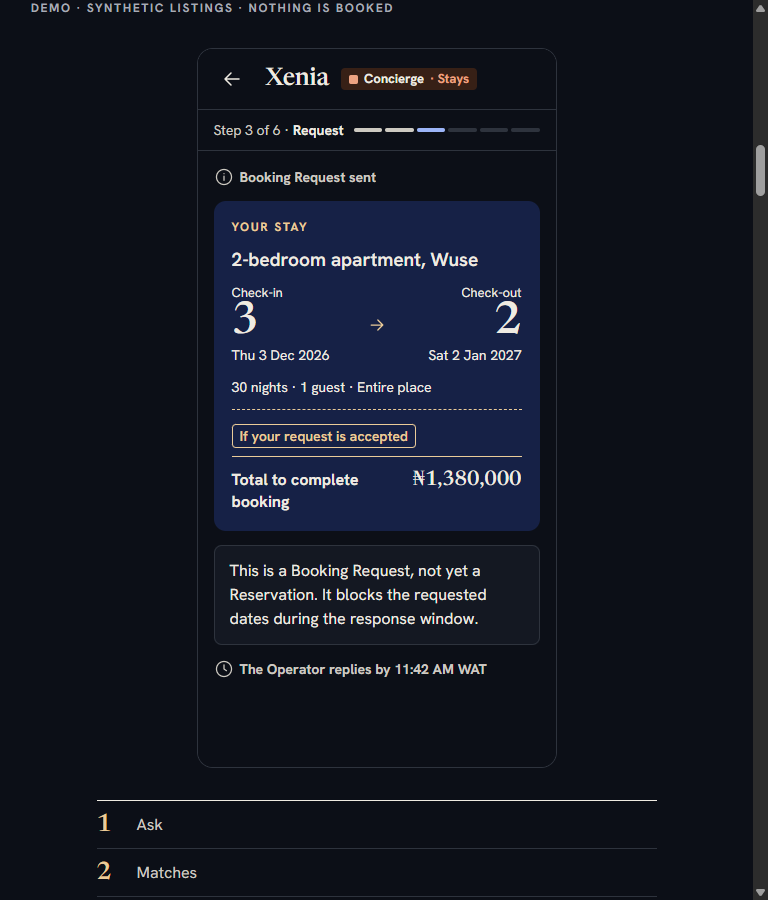 DEMO · SYNTHETIC LISTINGS · NOTHING IS BOOKED
Xenia
Concierge · Stays
Step 3 of 6 · Request
Booking Request sent
YOUR STAY
2-bedroom apartment, Wuse
Check-in
Check-out
3
→
2
Thu 3 Dec 2026
Sat 2 Jan 2027
30 nights · 1 guest · Entire place
If your request is accepted
Total to complete
booking
₦1,380,000
This is a Booking Request, not yet a
Reservation. It blocks the requested
dates during the response window.
The Operator replies by 11:42 AM WAT
1 Ask
2 Matches